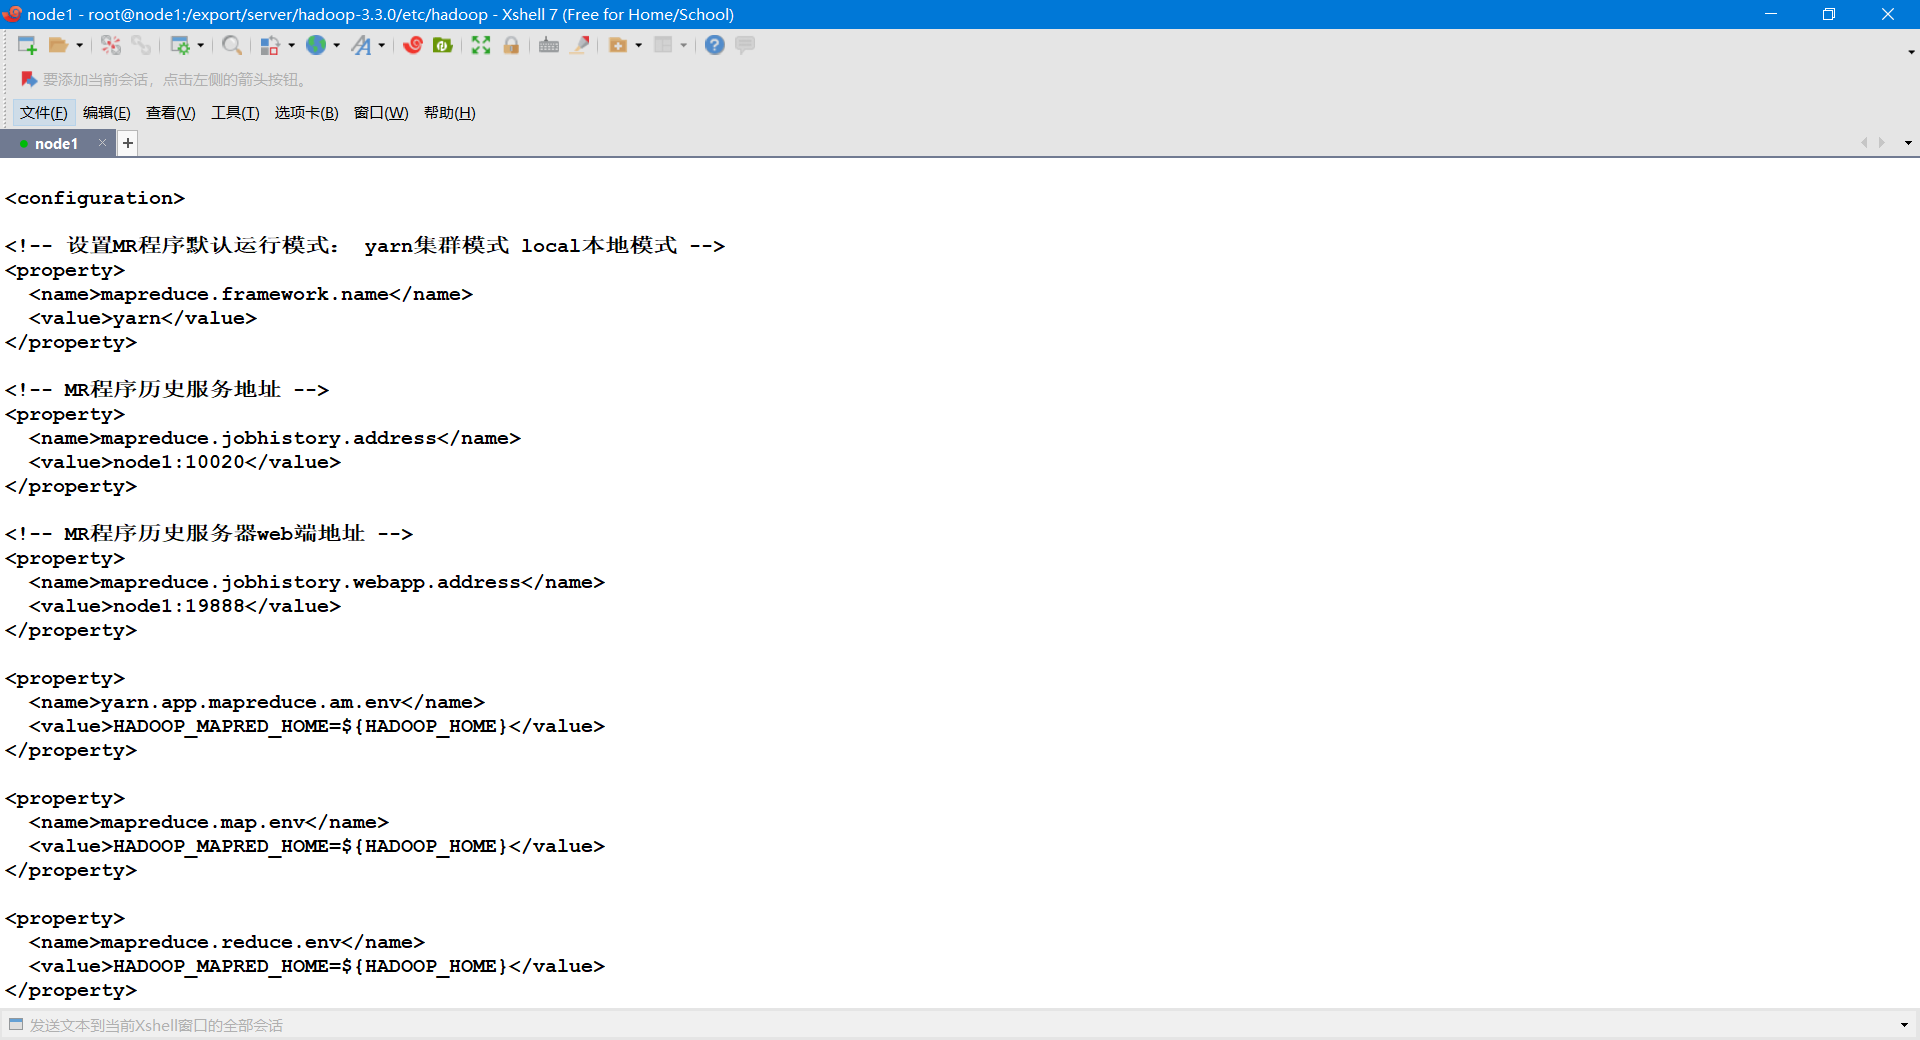 node1 - root@node1:/export/server/hadoop-3.3.0/etc/hadoop - Xshell 7 (Free for Home/School)
要添加当前会话，点击左侧的箭头按钮。
文件(F) 编辑(E) 查看(V) 工具(T) 选项卡(B) 窗口(W) 帮助(H)
node1
<configuration>
<!-- 设置MR程序默认运行模式： yarn集群模式 local本地模式 -->
<property>
  <name>mapreduce.framework.name</name>
  <value>yarn</value>
</property>
<!-- MR程序历史服务地址 -->
<property>
  <name>mapreduce.jobhistory.address</name>
  <value>node1:10020</value>
</property>
<!-- MR程序历史服务器web端地址 -->
<property>
  <name>mapreduce.jobhistory.webapp.address</name>
  <value>node1:19888</value>
</property>
<property>
  <name>yarn.app.mapreduce.am.env</name>
  <value>HADOOP_MAPRED_HOME=${HADOOP_HOME}</value>
</property>
<property>
  <name>mapreduce.map.env</name>
  <value>HADOOP_MAPRED_HOME=${HADOOP_HOME}</value>
</property>
<property>
  <name>mapreduce.reduce.env</name>
  <value>HADOOP_MAPRED_HOME=${HADOOP_HOME}</value>
</property>
发送文本到当前Xshell窗口的全部会话